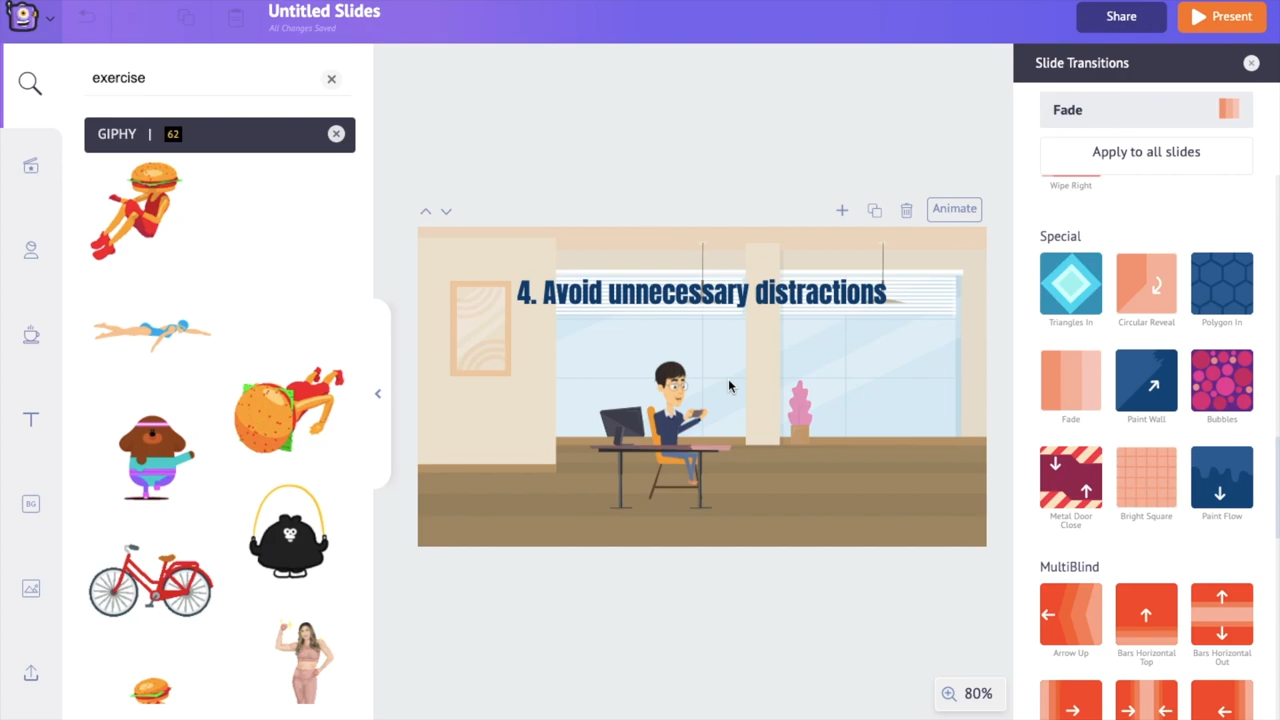 Untitled Slides
All Changes Saved
Share
Present
exercise
GIPHY | 62
Animate
4. Avoid unnecessary distractions
80%
Slide Transitions
Fade
Apply to all slides
Wipe Right
Special
Triangles In
Circular Reveal
Polygon In
Fade
Paint Wall
Bubbles
Metal Door
Close
Bright Square
Paint Flow
MultiBlind
Arrow Up
Bars Horizontal
Top
Bars Horizontal
Out
T
BG